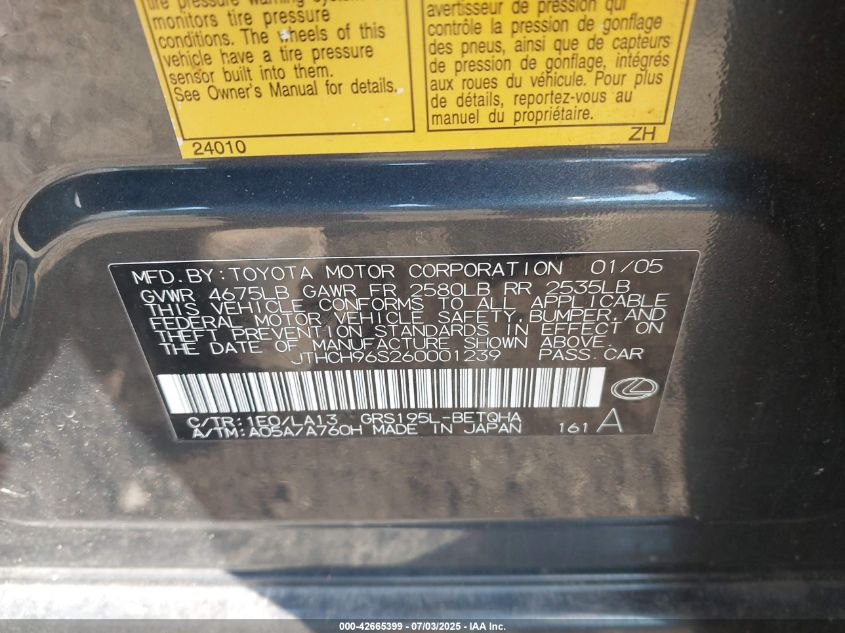 tire pressure warning system
monitors tire pressure
conditions. The wheels of this
vehicle have a tire pressure
sensor built into them.
See Owner's Manual for details.
24010
avertisseur de pression qui
contrôle la pression de gonflage
des pneus, ainsi que de capteurs
de pression de gonflage, intégrés
aux roues du véhicule. Pour plus
de détails, reportez-vous au
manuel du propriétaire.
ZH
MFD. BY: TOYOTA MOTOR CORPORATION 01/05
GVWR 4675LB GAWR FR 2580LB RR 2535LB
THIS VEHICLE CONFORMS TO ALL APPLICABLE
FEDERAL MOTOR VEHICLE SAFETY, BUMPER, AND
THEFT PREVENTION STANDARDS IN EFFECT ON
THE DATE OF MANUFACTURE SHOWN ABOVE.
JTHCH96S260001239 PASS. CAR
C/TR: 1E0/LA13 GRS195L-BETQHA
A/TM: A05A/A760H MADE IN JAPAN 161 A
000-42665399 - 07/03/2025 - IAA Inc.